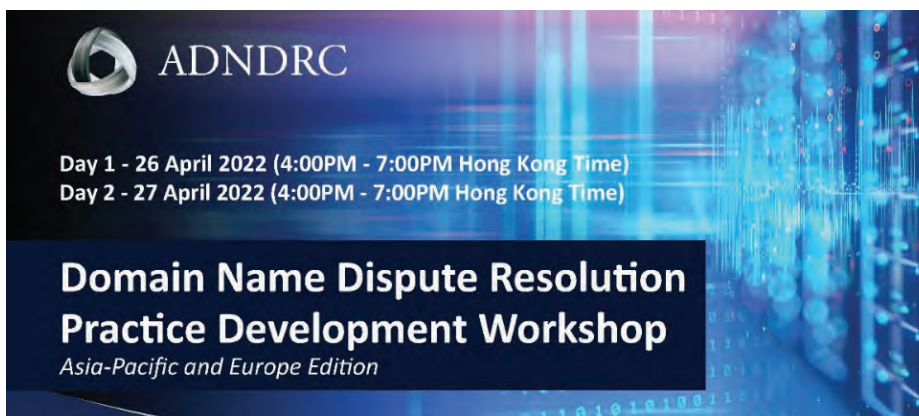 ADNDRC
Day 1 - 26 April 2022 (4:00PM - 7:00PM Hong Kong Time)
Day 2 - 27 April 2022 (4:00PM - 7:00PM Hong Kong Time)
Domain Name Dispute Resolution
Practice Development Workshop
Asia-Pacific and Europe Edition